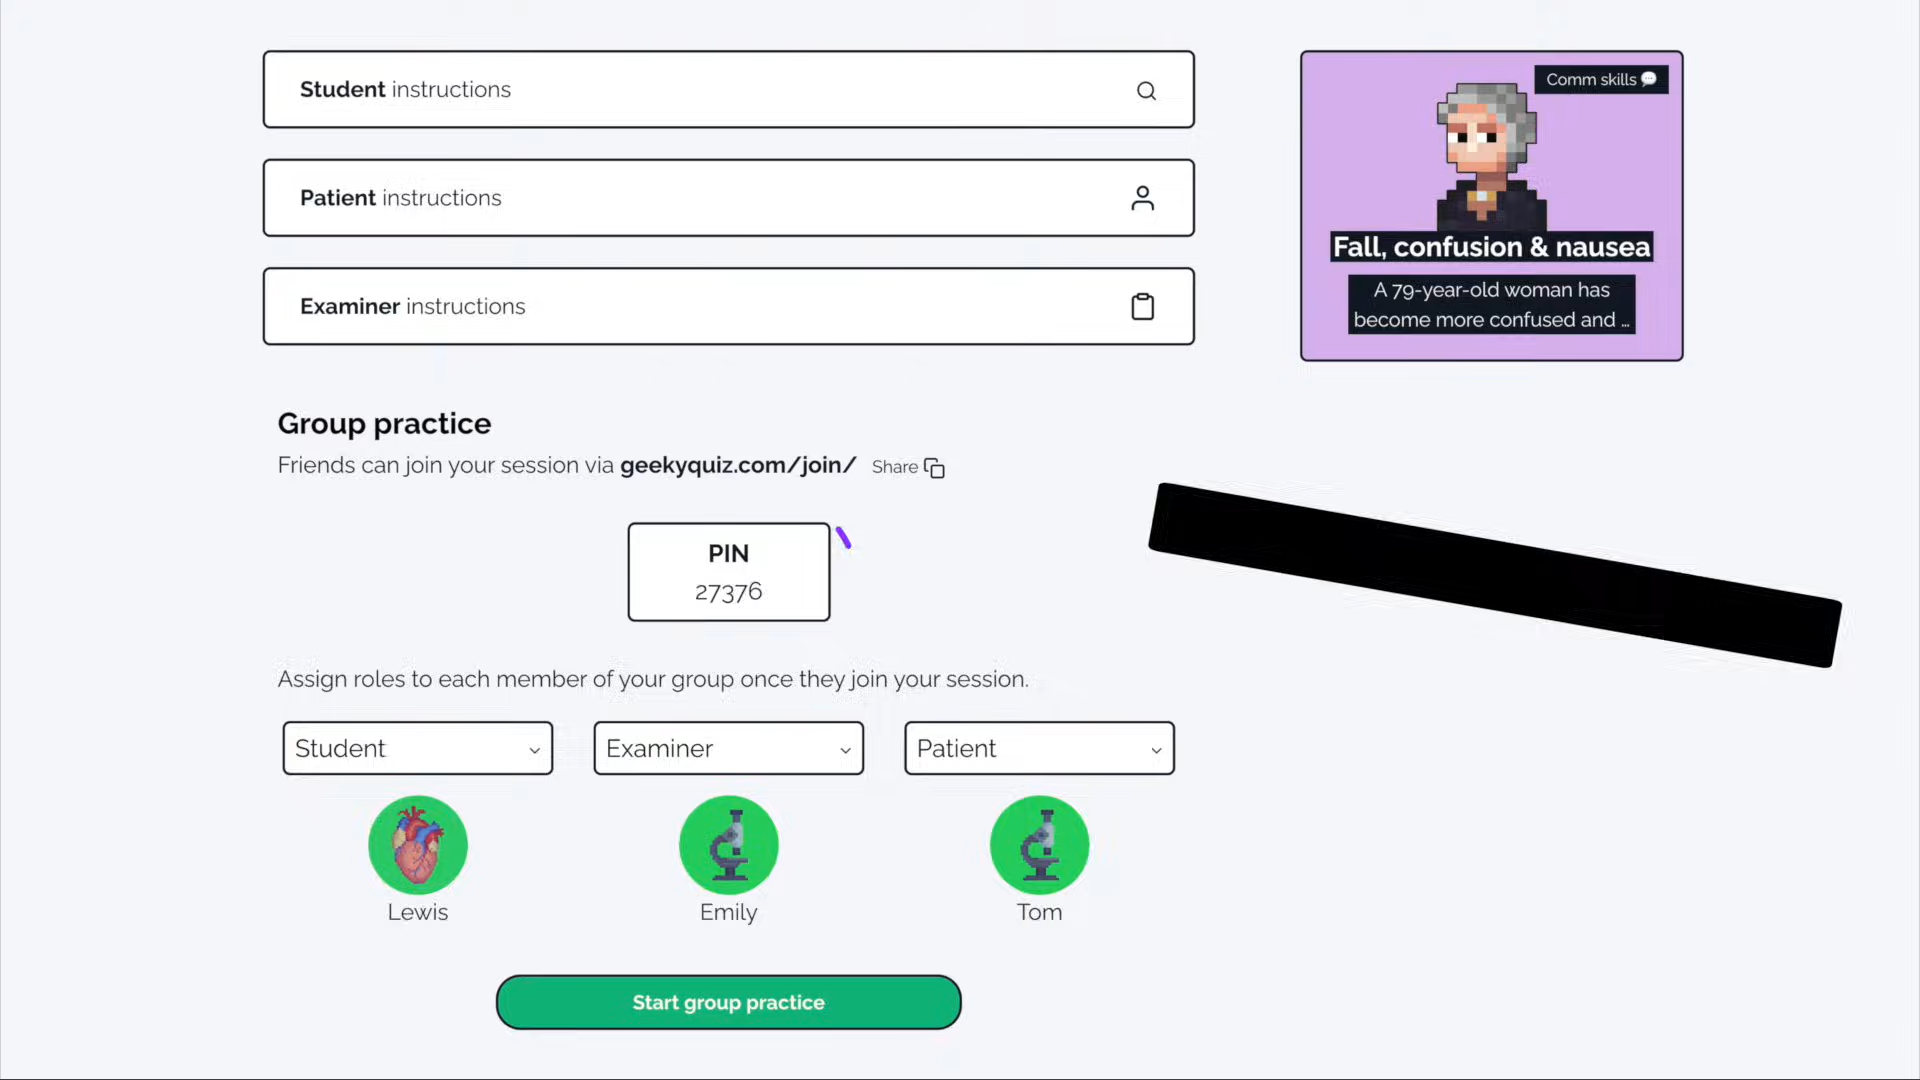 Student instructions
Patient instructions
Examiner instructions
Comm skills
Fall, confusion & nausea
A 79-year-old woman has
become more confused and ...
Group practice
Friends can join your session via geekyquiz.com/join/ Share
PIN
27376
Assign roles to each member of your group once they join your session.
Student Examiner Patient
Lewis Emily Tom
Start group practice